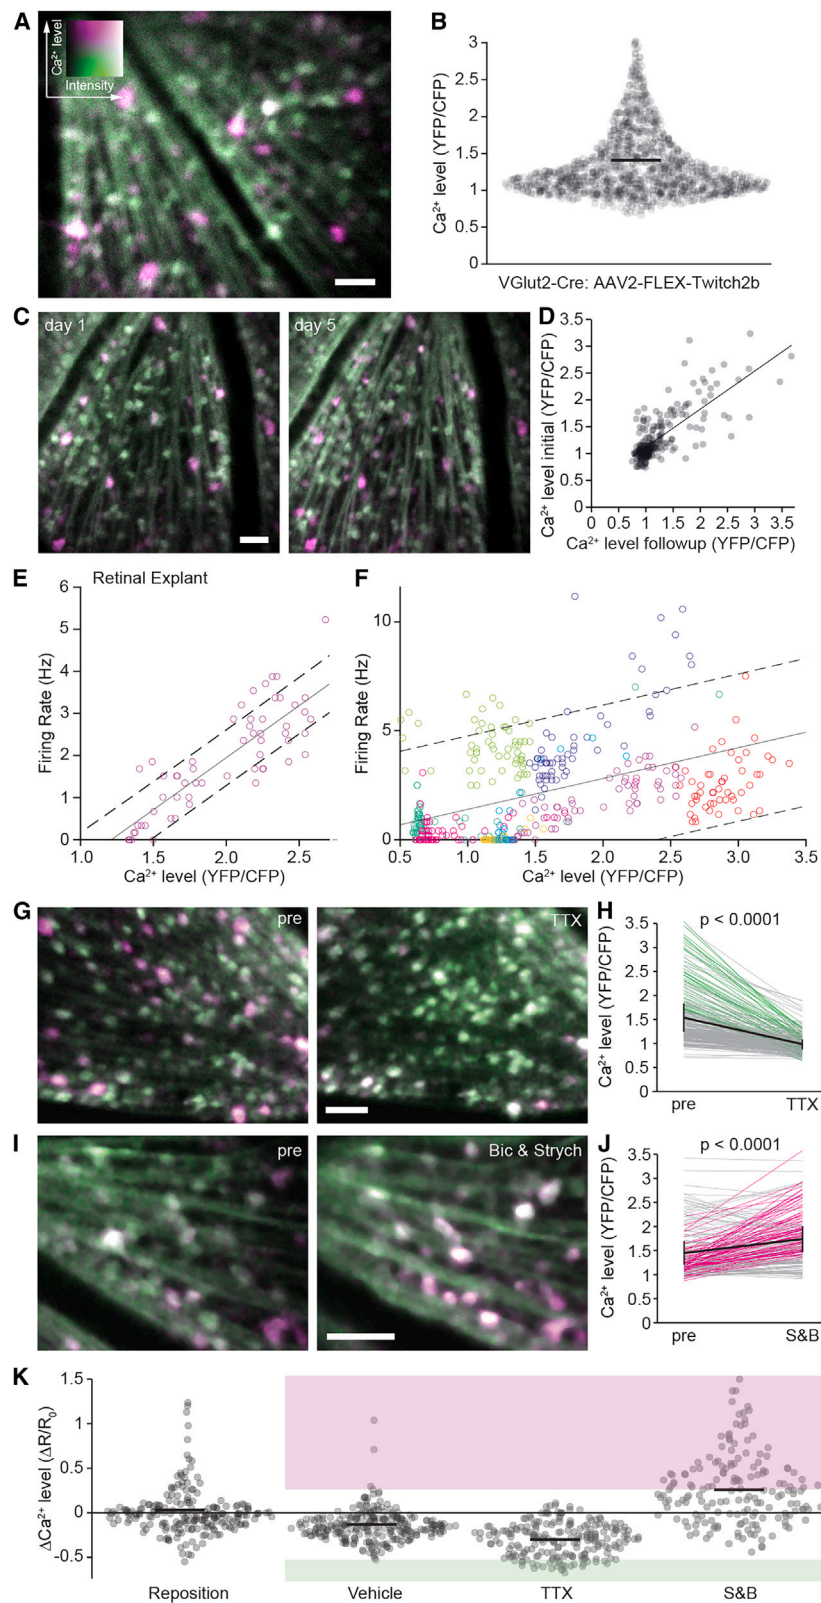 A
Ca²⁺ level
Intensity
B
Ca²⁺ level (YFP/CFP)
3
2.5
2
1.5
1
0.5
0
VGlut2-Cre: AAV2-FLEX-Twitch2b
C
day 1
day 5
D
Ca²⁺ level initial (YFP/CFP)
3.5
3
2.5
2
1.5
1
0.5
0
0 0.5 1 1.5 2 2.5 3 3.5
Ca²⁺ level followup (YFP/CFP)
E
Retinal Explant
Firing Rate (Hz)
6
5
4
3
2
1
0
1.0 1.5 2.0 2.5
Ca²⁺ level (YFP/CFP)
F
Firing Rate (Hz)
10
5
0
0.5 1.0 1.5 2.0 2.5 3.0 3.5
Ca²⁺ level (YFP/CFP)
G
pre
TTX
H
p < 0.0001
Ca²⁺ level (YFP/CFP)
3.5
3
2.5
2
1.5
1
0.5
0
pre TTX
I
pre
Bic & Strych
J
p < 0.0001
Ca²⁺ level (YFP/CFP)
3.5
3
2.5
2
1.5
1
0.5
0
pre S&B
K
ΔCa²⁺ level (ΔR/R₀)
1.5
1
0.5
0
-0.5
Reposition Vehicle TTX S&B